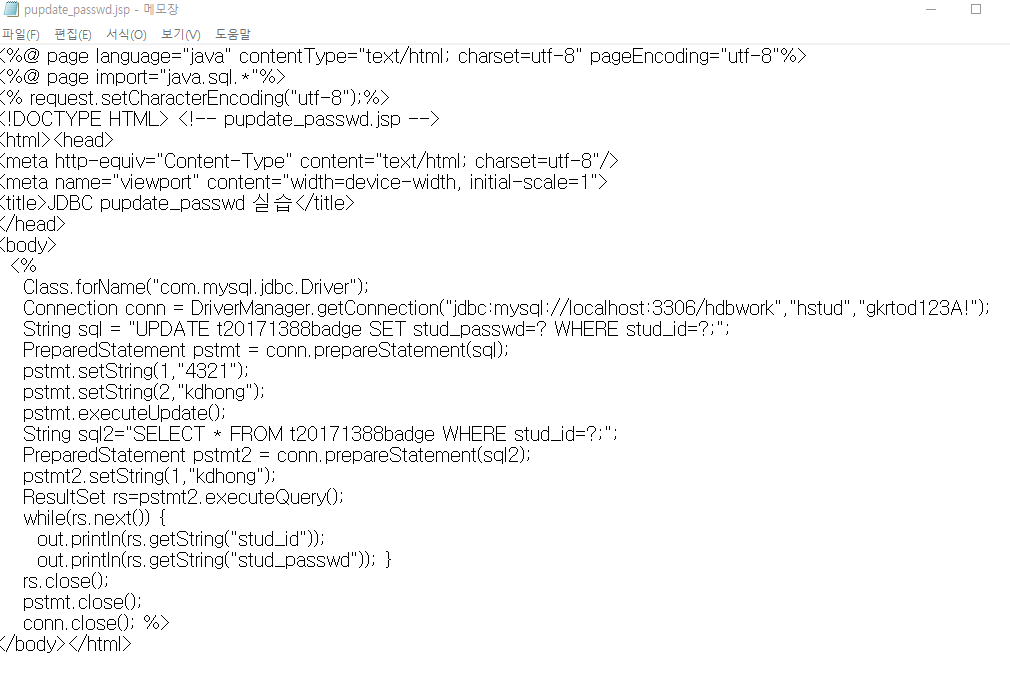 pupdate_passwd.jsp - 메모장
파일(F) 편집(E) 서식(O) 보기(V) 도움말
<%@ page language="java" contentType="text/html; charset=utf-8" pageEncoding="utf-8"%>
<%@ page import="java.sql.*"%>
<% request.setCharacterEncoding("utf-8");%>
<!DOCTYPE HTML> <!-- pupdate_passwd.jsp -->
<html><head>
<meta http-equiv="Content-Type" content="text/html; charset=utf-8"/>
<meta name="viewport" content="width=device-width, initial-scale=1">
<title>JDBC pupdate_passwd 실습</title>
</head>
<body>
<%
Class.forName("com.mysql.jdbc.Driver");
Connection conn = DriverManager.getConnection("jdbc:mysql://localhost:3306/hdbwork","hstud","gkrtod123A!");
String sql = "UPDATE t20171388badge SET stud_passwd=? WHERE stud_id=?;";
PreparedStatement pstmt = conn.prepareStatement(sql);
pstmt.setString(1,"4321");
pstmt.setString(2,"kdhong");
pstmt.executeUpdate();
String sql2="SELECT * FROM t20171388badge WHERE stud_id=?;";
PreparedStatement pstmt2 = conn.prepareStatement(sql2);
pstmt2.setString(1,"kdhong");
ResultSet rs=pstmt2.executeQuery();
while(rs.next()) {
out.println(rs.getString("stud_id"));
out.println(rs.getString("stud_passwd")); }
rs.close();
pstmt.close();
conn.close(); %>
</body></html>